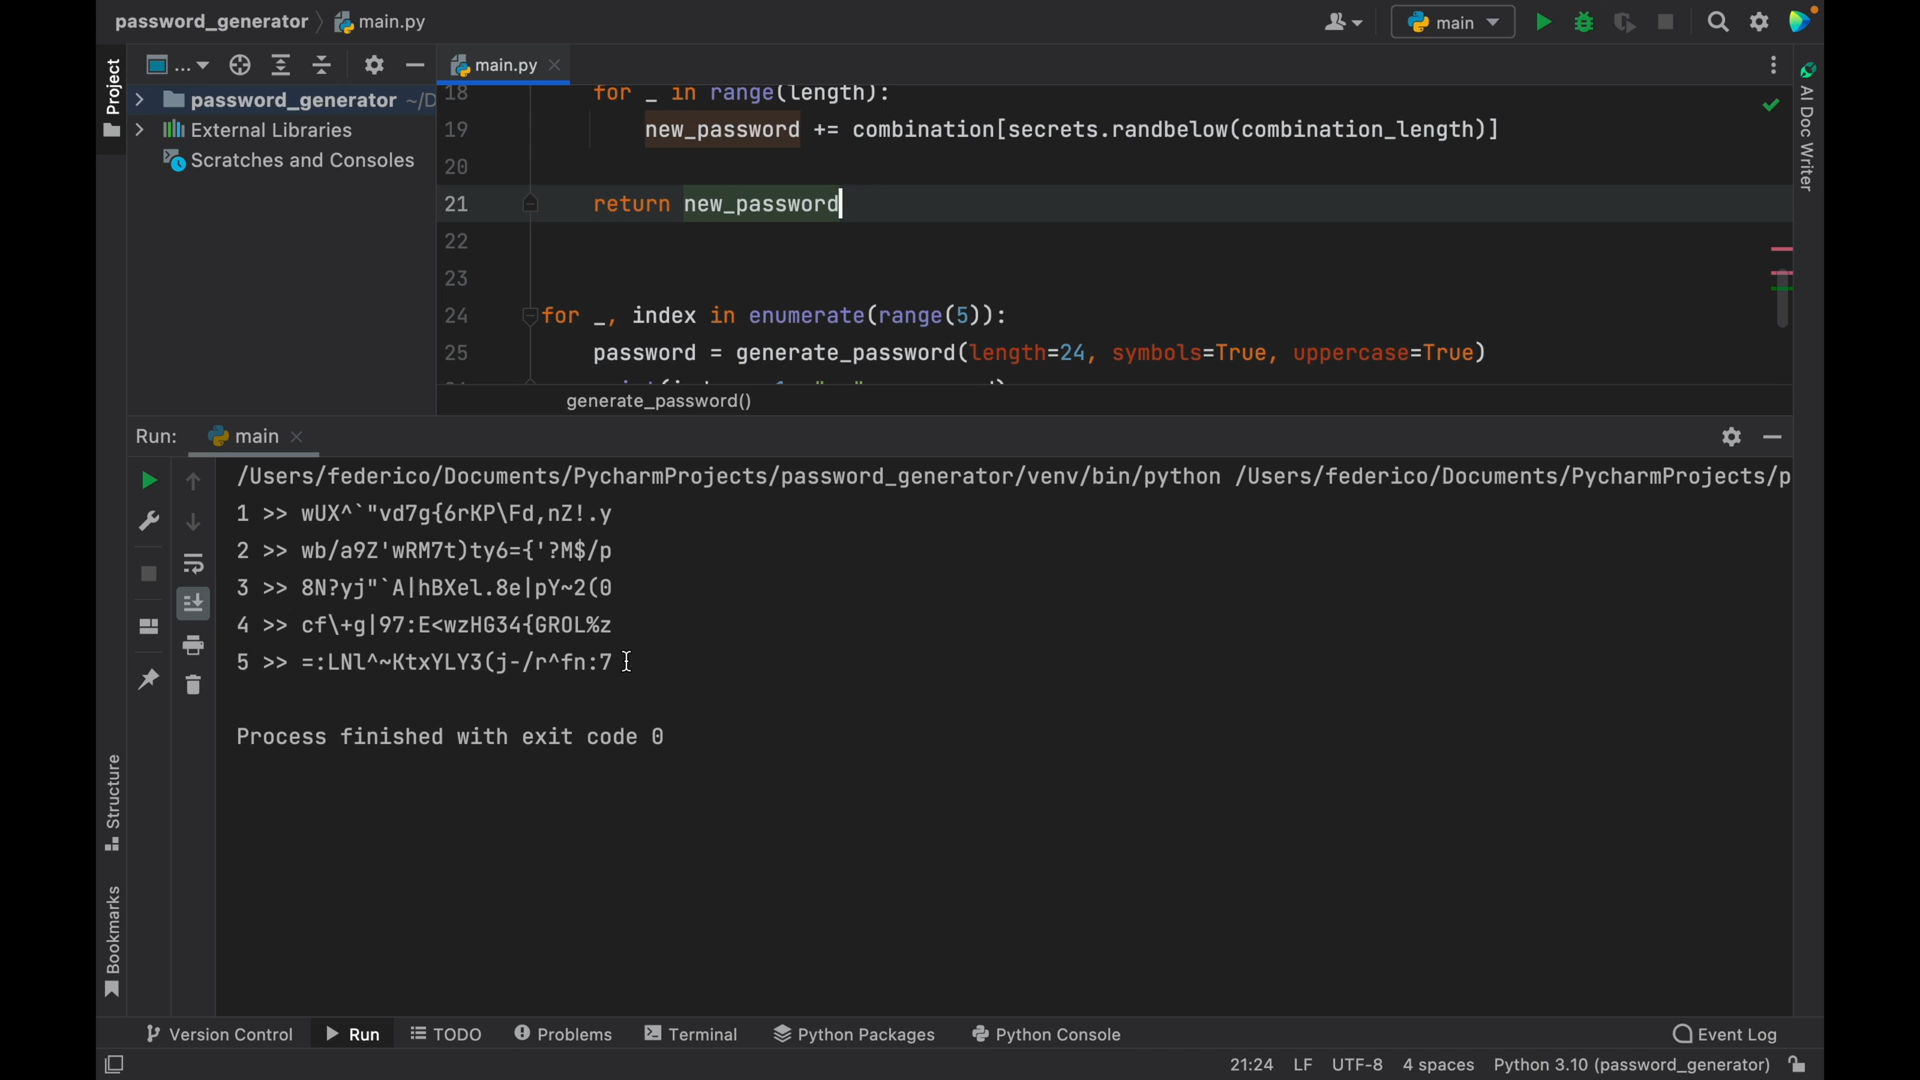 password_generator > main.py
main
Project
...
main.py
password_generator ~/D
External Libraries
Scratches and Consoles
AI Doc Writer
18 for _ in range(length):
19 new_password += combination[secrets.randbelow(combination_length)]
20
21 return new_password
22
23
24 for _, index in enumerate(range(5)):
25 password = generate_password(length=24, symbols=True, uppercase=True)
generate_password()
Run: main
/Users/federico/Documents/PycharmProjects/password_generator/venv/bin/python /Users/federico/Documents/PycharmProjects/p
1 >> wUX^`"vd7g{6rKP\Fd,nZ!.y
2 >> wb/a9Z'wRM7t)ty6={'?M$/p
3 >> 8N?yj"`A|hBXel.8e|pY~2(0
4 >> cf\+g|97:E<wzHG34{GROL%z
5 >> =:LNl^~KtxYLY3(j-/r^fn:7
Process finished with exit code 0
Structure
Bookmarks
Version Control Run TODO Problems Terminal Python Packages Python Console Event Log
21:24 LF UTF-8 4 spaces Python 3.10 (password_generator)